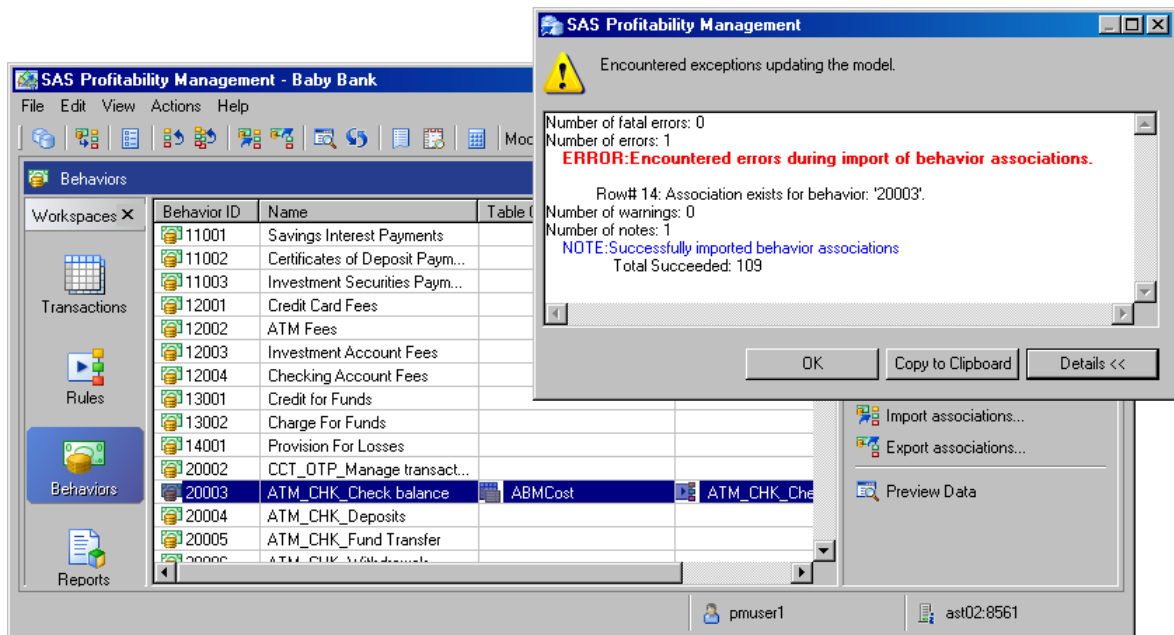 SAS Profitability Management
Encountered exceptions updating the model.
Number of fatal errors: 0
Number of errors: 1
ERROR:Encountered errors during import of behavior associations.
Row# 14: Association exists for behavior: '20003'.
Number of warnings: 0
Number of notes: 1
NOTE:Successfully imported behavior associations
Total Succeeded: 109
OK Copy to Clipboard Details <<
SAS Profitability Management - Baby Bank
File Edit View Actions Help
Behaviors
Workspaces
Transactions
Rules
Behaviors
Reports
Behavior ID Name Table
11001 Savings Interest Payments
11002 Certificates of Deposit Paym...
11003 Investment Securities Paym...
12001 Credit Card Fees
12002 ATM Fees
12003 Investment Account Fees
12004 Checking Account Fees
13001 Credit for Funds
13002 Charge For Funds
14001 Provision For Losses
20002 CCT_OTP_Manage transact...
20003 ATM_CHK_Check balance ABMCost ATM_CHK_Che
20004 ATM_CHK_Deposits
20005 ATM_CHK_Fund Transfer
Import associations...
Export associations...
Preview Data
pmuser1 ast02:8561